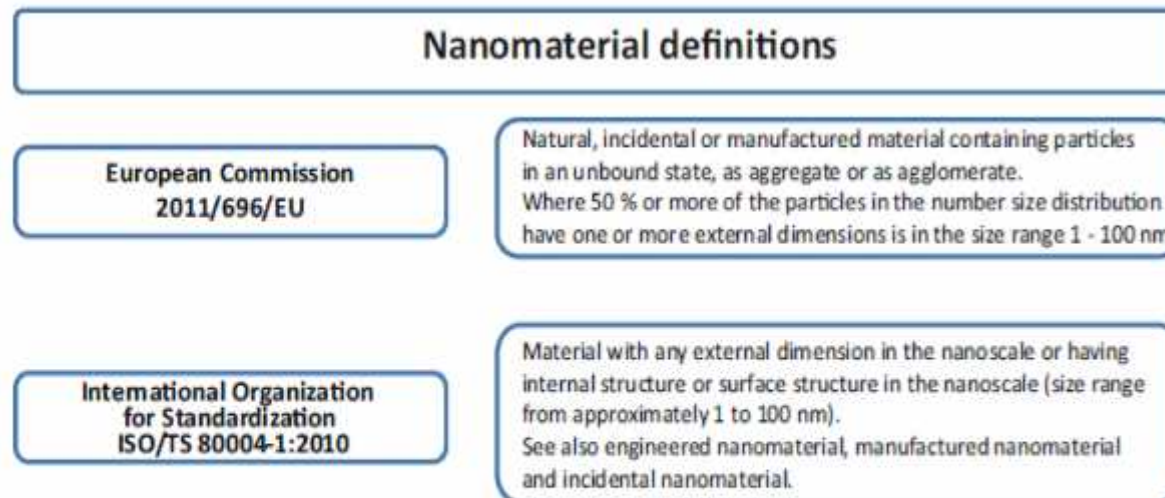 Nanomaterial definitions
European Commission
2011/696/EU
Natural, incidental or manufactured material containing particles
in an unbound state, as aggregate or as agglomerate.
Where 50 % or more of the particles in the number size distribution
have one or more external dimensions is in the size range 1 - 100 nm
International Organization
for Standardization
ISO/TS 80004-1:2010
Material with any external dimension in the nanoscale or having
internal structure or surface structure in the nanoscale (size range
from approximately 1 to 100 nm).
See also engineered nanomaterial, manufactured nanomaterial
and incidental nanomaterial.